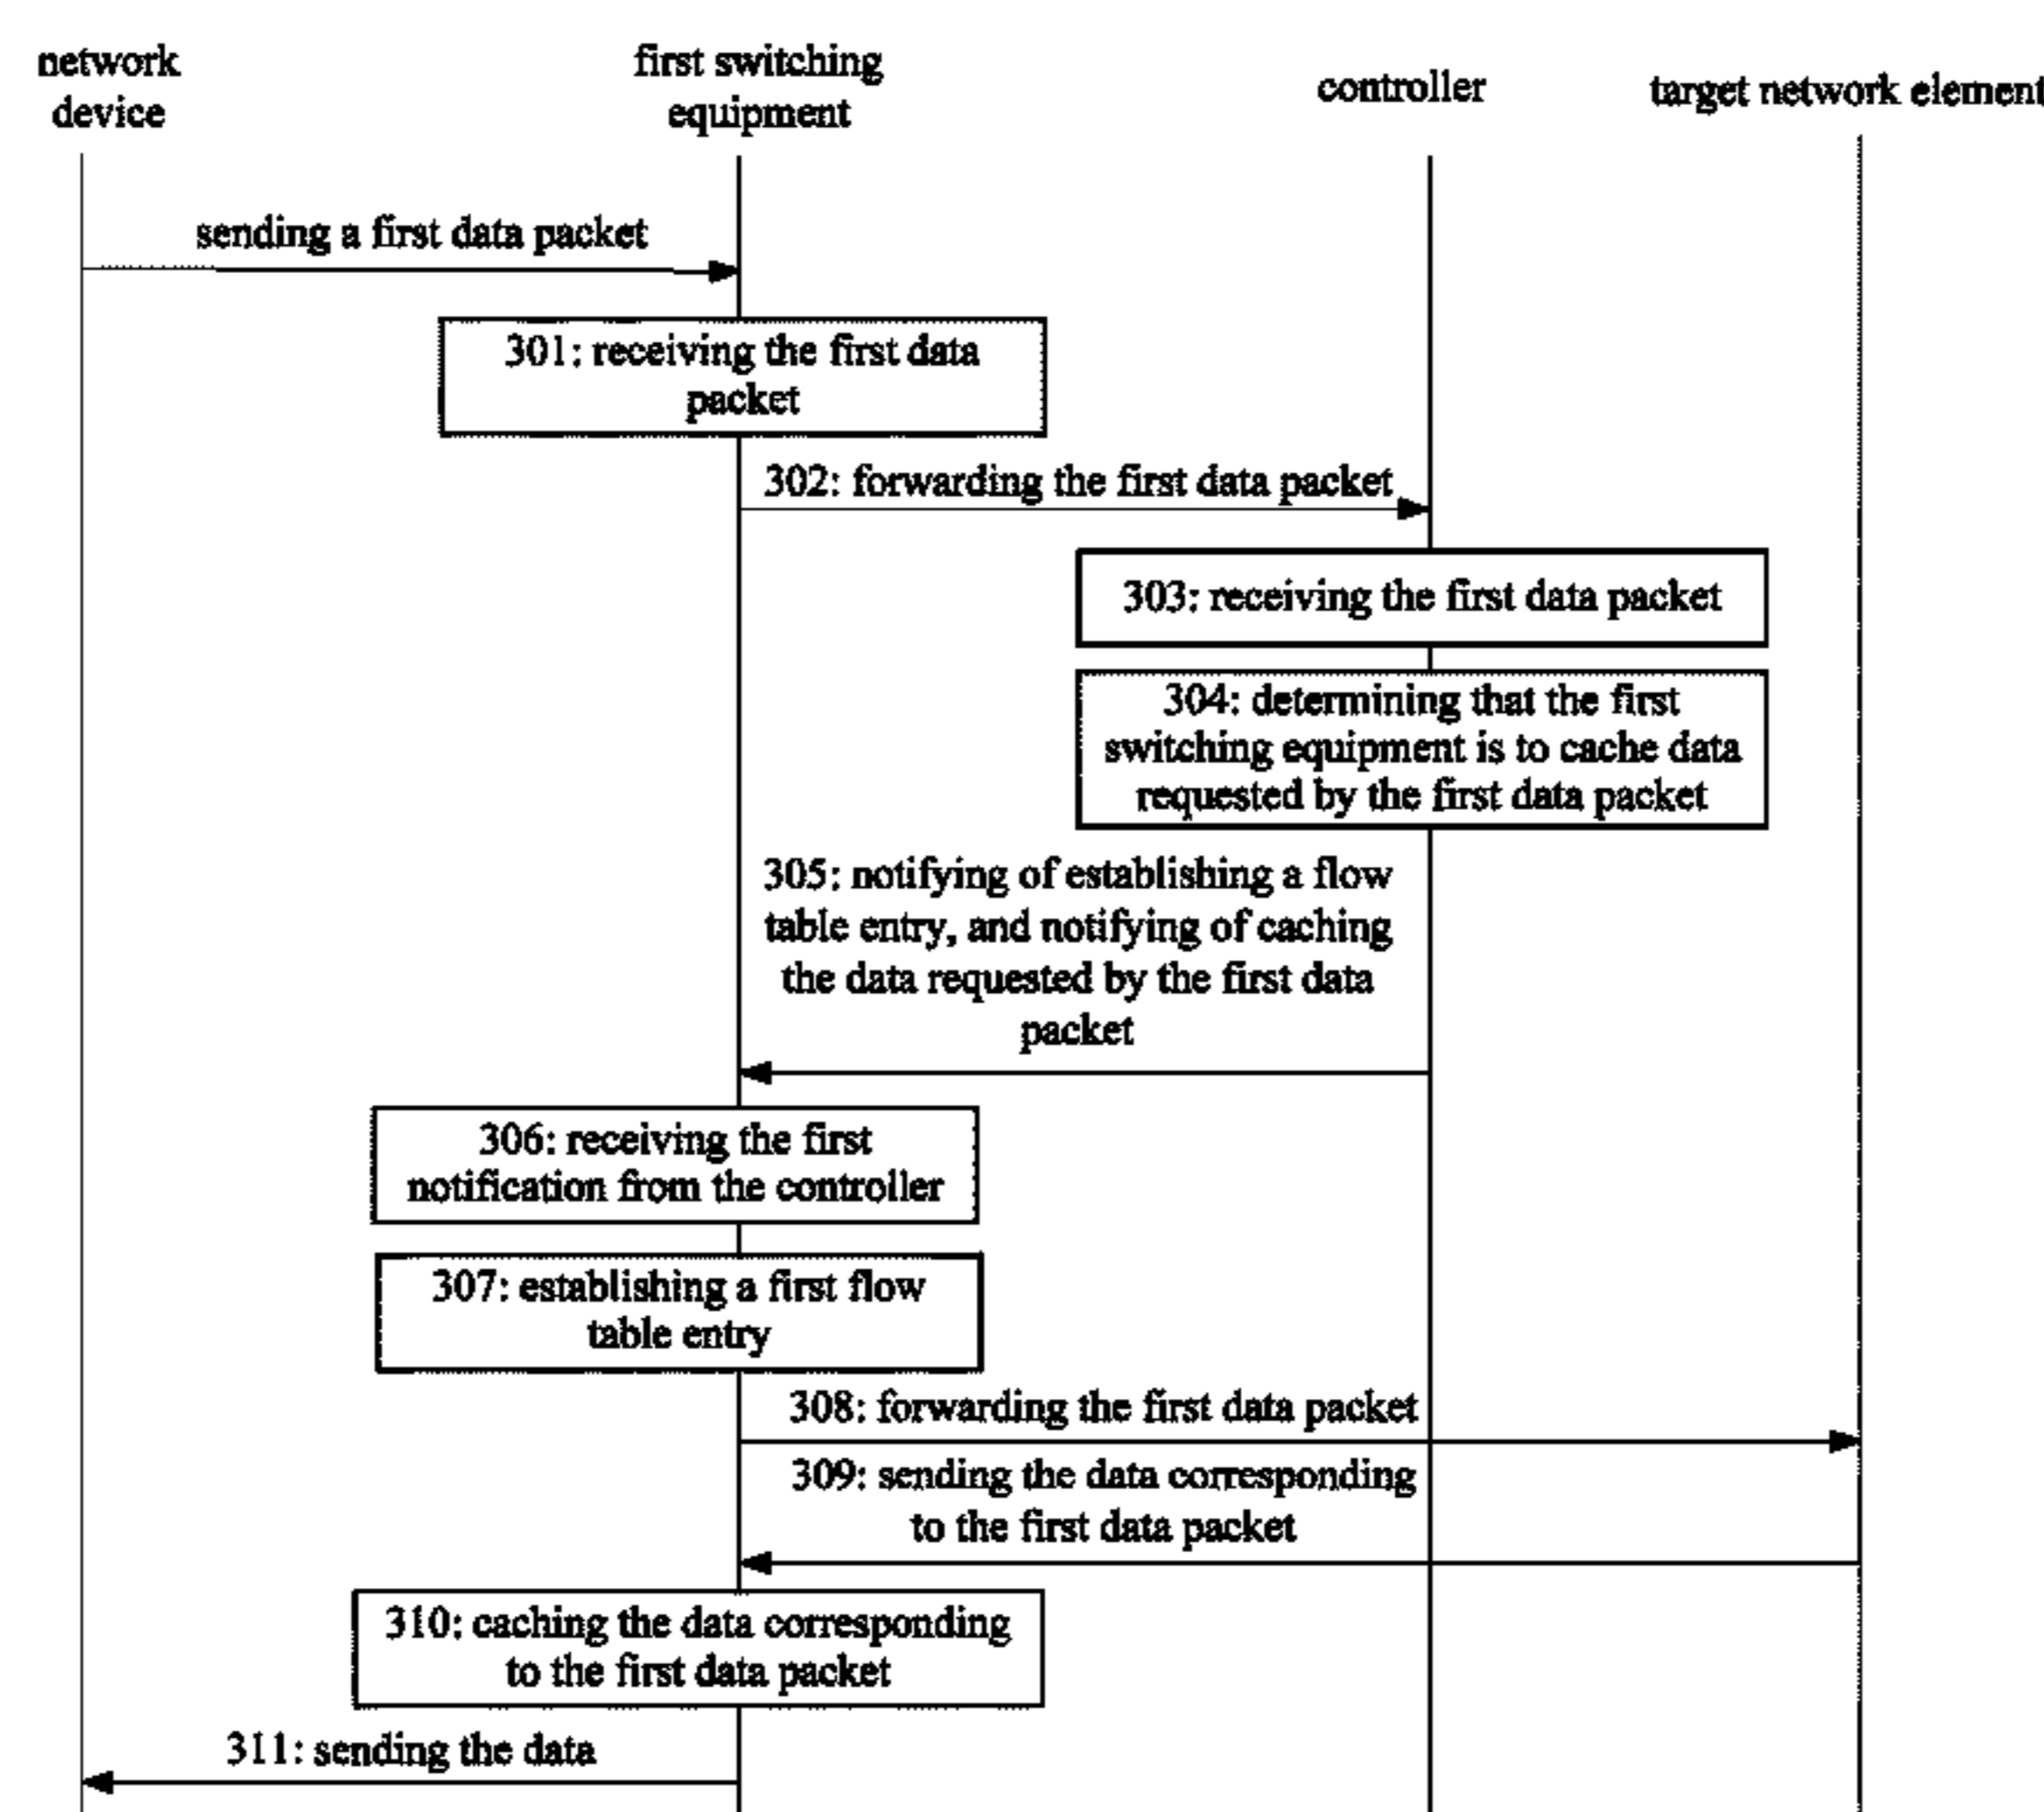 network
device
first switching
equipment
controller
target network element
sending a first data packet
301: receiving the first data
packet
302: forwarding the first data packet
303: receiving the first data packet
304: determining that the first
switching equipment is to cache data
requested by the first data packet
305: notifying of establishing a flow
table entry, and notifying of caching
the data requested by the first data
packet
306: receiving the first
notification from the controller
307: establishing a first flow
table entry
308: forwarding the first data packet
309: sending the data corresponding
to the first data packet
310: caching the data corresponding
to the first data packet
311: sending the data